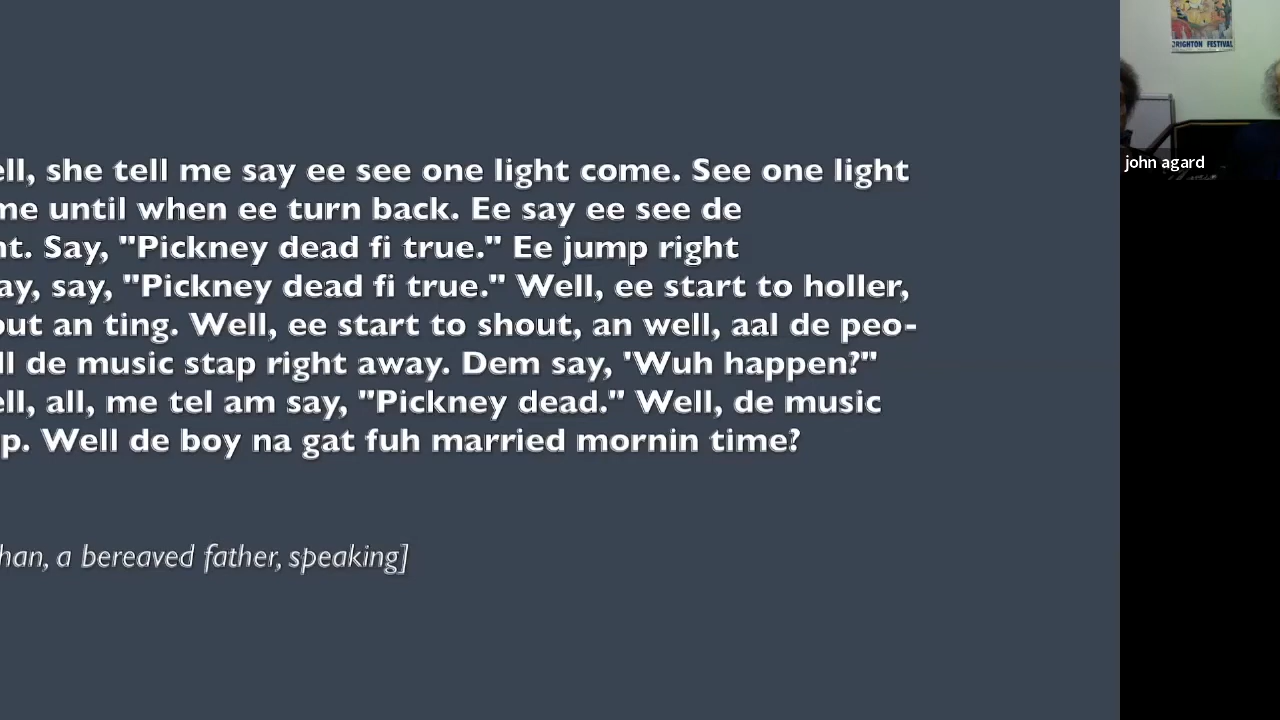 ell, she tell me say ee see one light come. See one light
me until when ee turn back. Ee say ee see de
nt. Say, "Pickney dead fi true." Ee jump right
ay, say, "Pickney dead fi true." Well, ee start to holler,
out an ting. Well, ee start to shout, an well, aal de peo-
ll de music stap right away. Dem say, 'Wuh happen?"
ell, all, me tel am say, "Pickney dead." Well, de music
p. Well de boy na gat fuh married mornin time?
han, a bereaved father, speaking]
BRIGHTON FESTIVAL
john agard